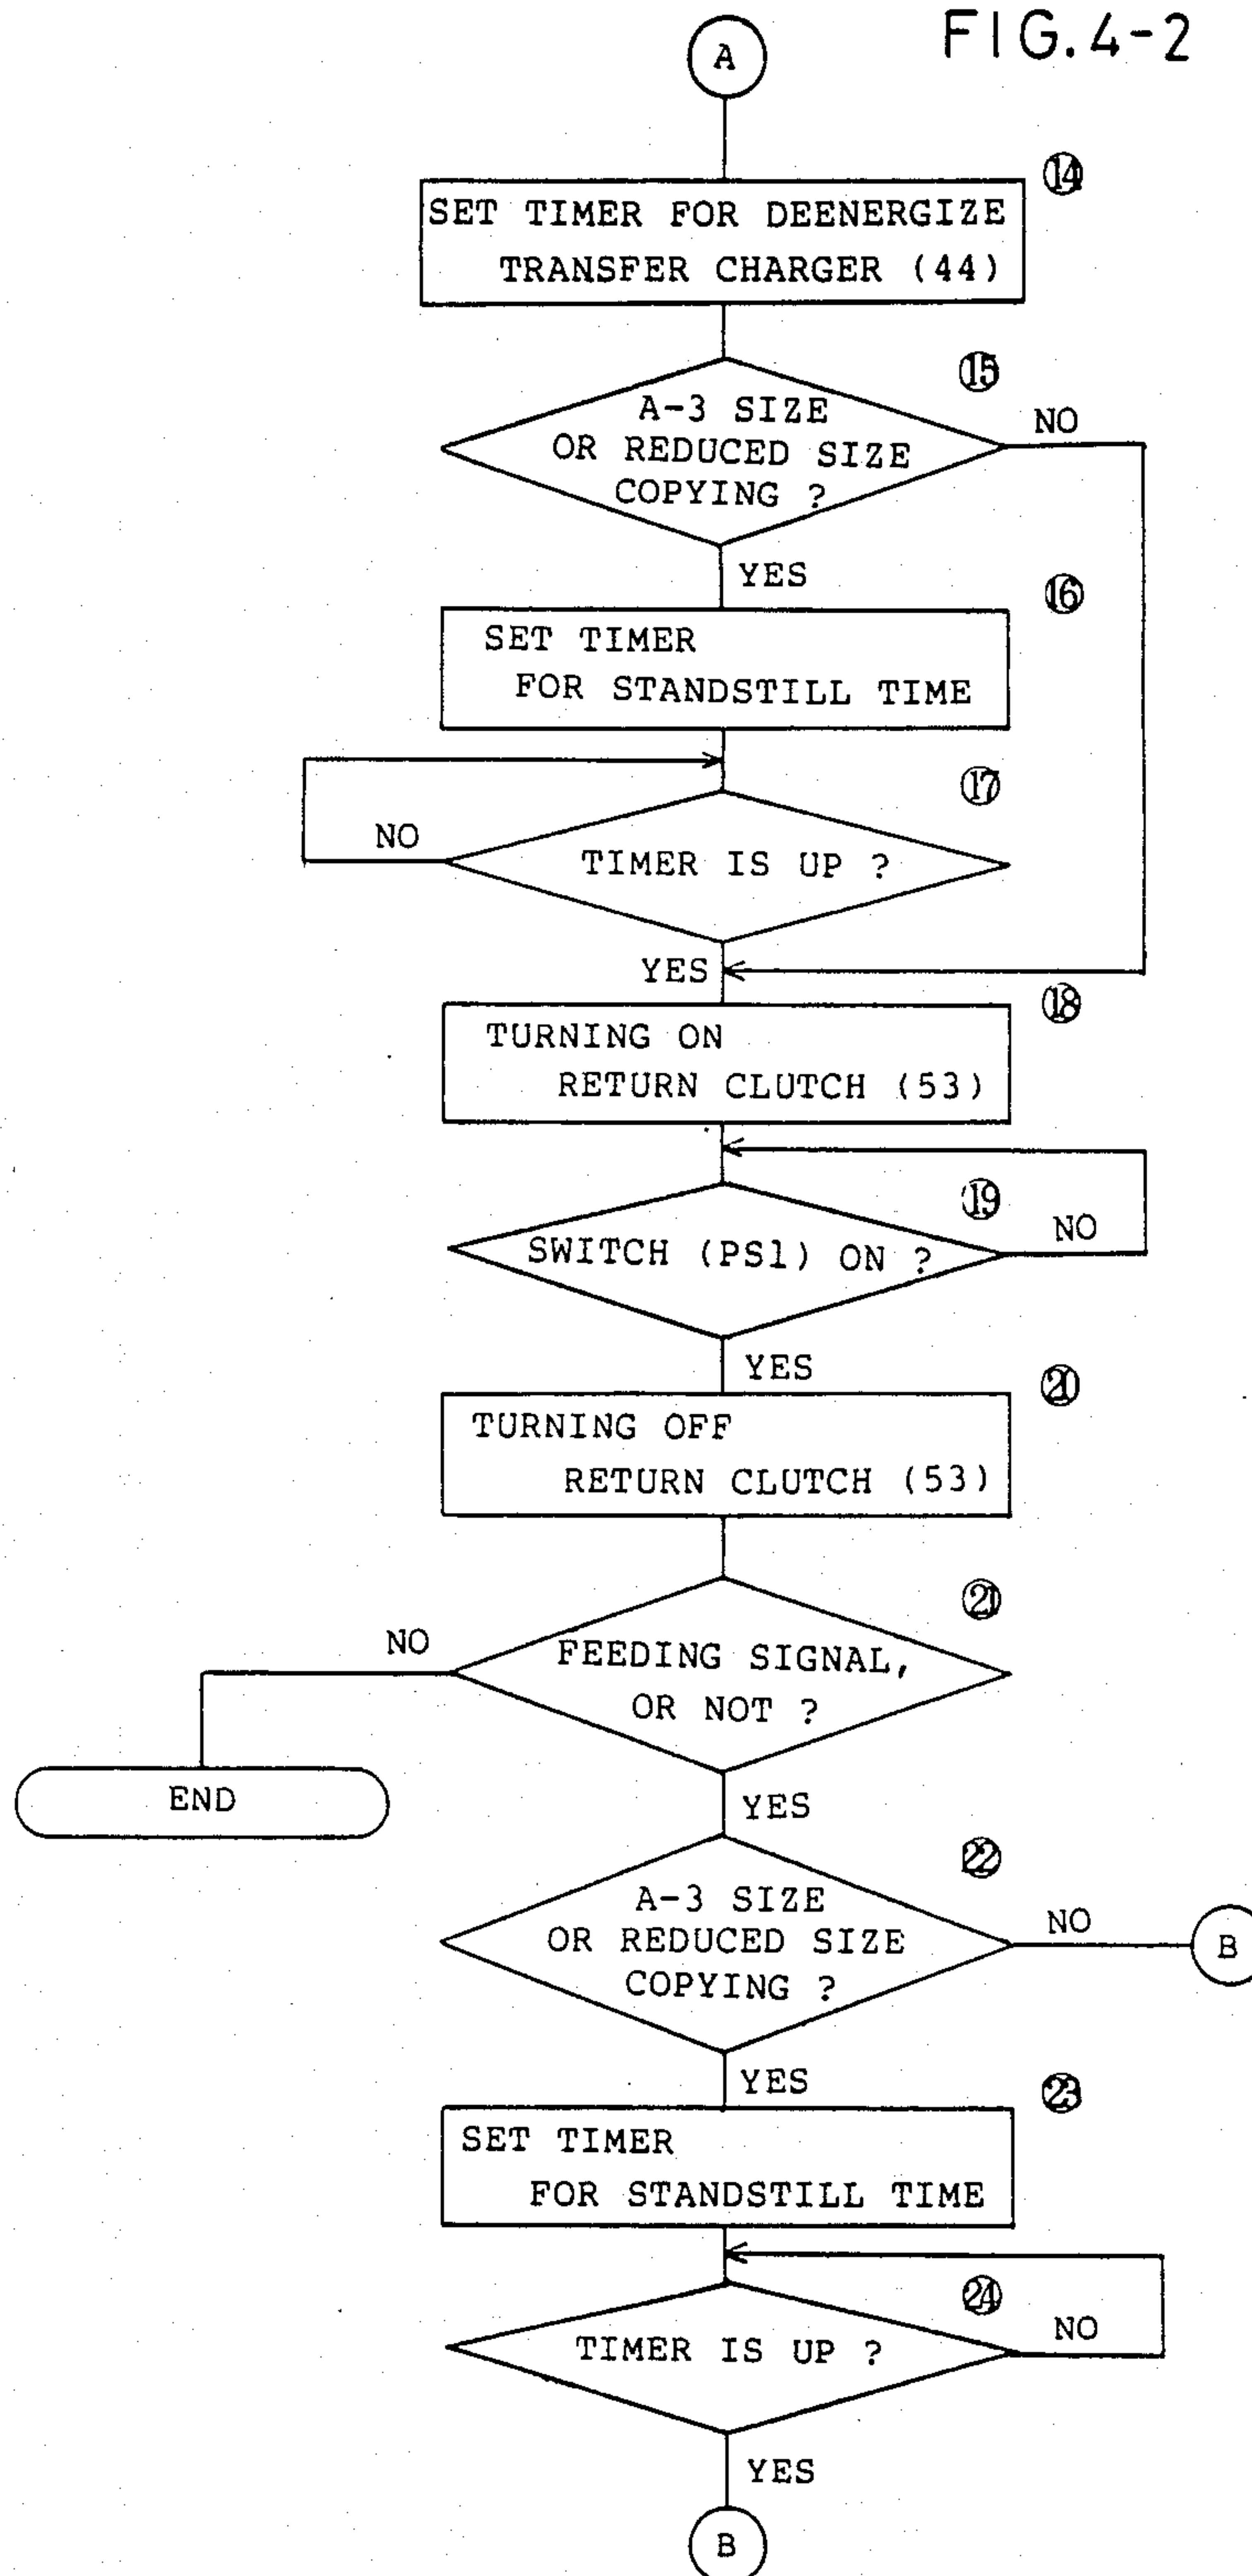 FIG. 4-2
A
⑭
SET TIMER FOR DEENERGIZE
TRANSFER CHARGER (44)
⑮
A-3 SIZE
OR REDUCED SIZE
COPYING ?
NO
YES
⑯
SET TIMER
FOR STANDSTILL TIME
⑰
NO
TIMER IS UP ?
YES
⑱
TURNING ON
RETURN CLUTCH (53)
⑲
SWITCH (PS1) ON ?
NO
YES
⑳
TURNING OFF
RETURN CLUTCH (53)
㉑
NO
FEEDING SIGNAL,
OR NOT ?
END
YES
㉒
A-3 SIZE
OR REDUCED SIZE
COPYING ?
NO
B
YES
㉓
SET TIMER
FOR STANDSTILL TIME
㉔
TIMER IS UP ?
NO
YES
B